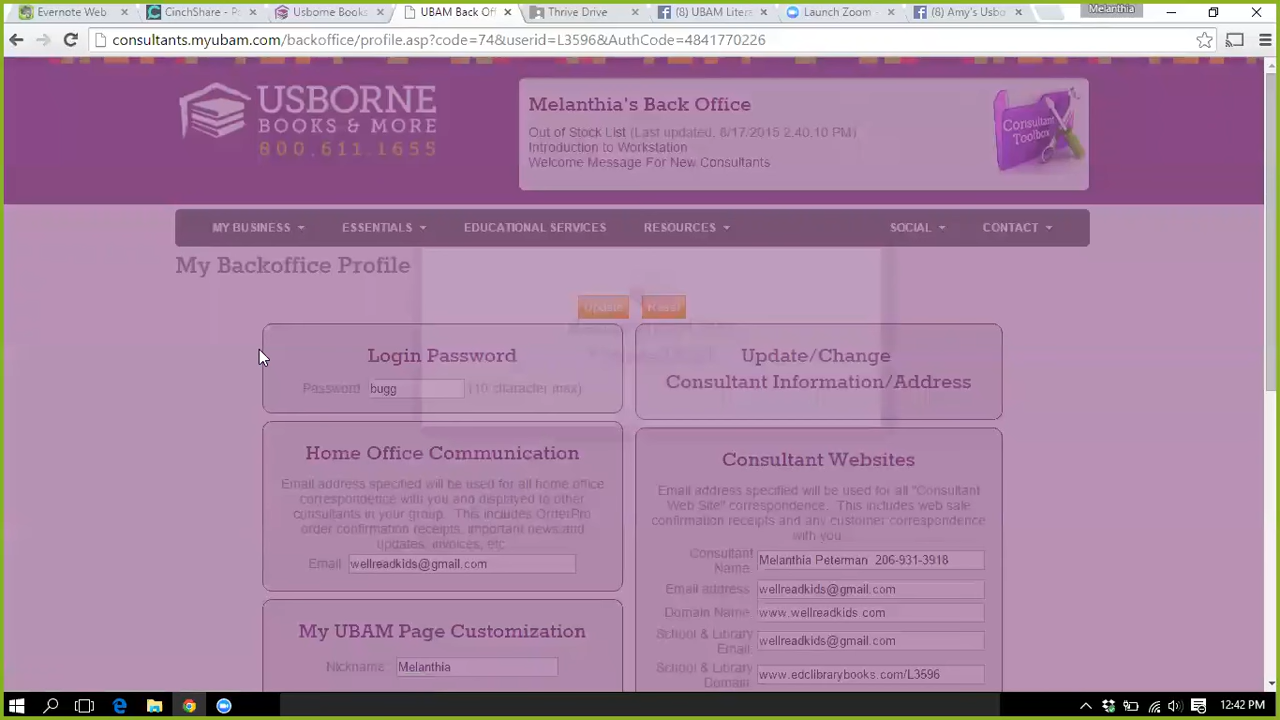 Evernote Web
CinchShare - Po
Usborne Books
UBAM Back Off
Thrive Drive
(8) UBAM Litera
Launch Zoom -
(8) Amy's Usbo
Melanthia
consultants.myubam.com/backoffice/profile.asp?code=74&userid=L3596&AuthCode=4841770226
USBORNE
BOOKS & MORE
800.611.1655
Melanthia's Back Office
Out of Stock List (Last updated, 6/17/2015 2:40:10 PM)
Introduction to Workstation
Welcome Message For New Consultants
Consultant
Toolbox
MY BUSINESS ESSENTIALS EDUCATIONAL SERVICES RESOURCES SOCIAL CONTACT
My Backoffice Profile
Update Reset
Login Password
Password bugg (10 character max)
Update/Change
Consultant Information/Address
Home Office Communication
Email address specified will be used for all home office
correspondence with you and displayed to other
consultants in your group. This includes OrderPro
order confirmation receipts, important news and
updates, invoices, etc
Email wellreadkids@gmail.com
Consultant Websites
Email address specified will be used for all "Consultant
Web Site" correspondence. This includes web sale
confirmation receipts and any customer correspondence
with you
Consultant
Name Melanthia Peterman 206-931-3918
Email address wellreadkids@gmail.com
Domain Name www.wellreadkids.com
School & Library
Email wellreadkids@gmail.com
School & Library
Domain www.edclibrarybooks.com/L3596
My UBAM Page Customization
Nickname Melanthia
12:42 PM